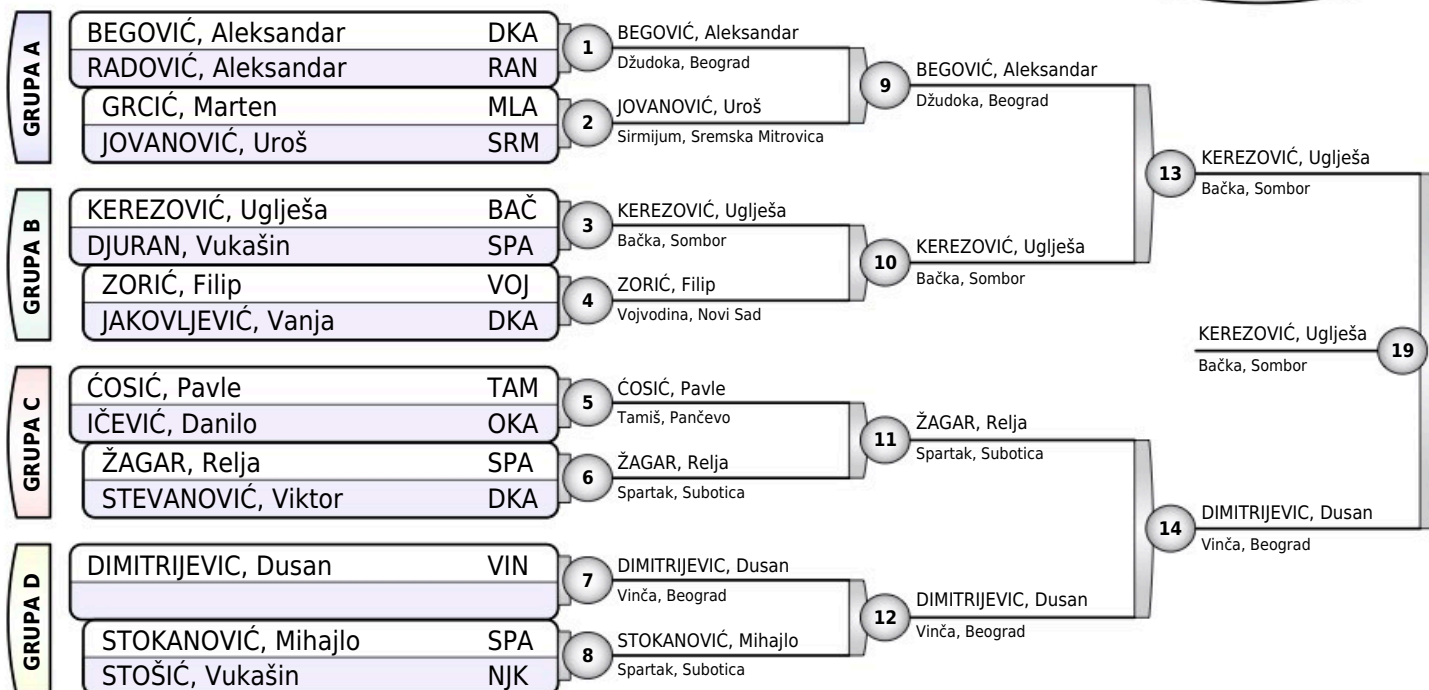 GRUPA A
BEGOVIĆ, Aleksandar DKA
RADOVIĆ, Aleksandar RAN
GRCIĆ, Marten MLA
JOVANOVIĆ, Uroš SRM
GRUPA B
KEREZOVIĆ, Uglješa BAČ
DJURAN, Vukašin SPA
ZORIĆ, Filip VOJ
JAKOVLJEVIĆ, Vanja DKA
GRUPA C
ĆOSIĆ, Pavle TAM
IČEVIĆ, Danilo OKA
ŽAGAR, Relja SPA
STEVANOVIĆ, Viktor DKA
GRUPA D
DIMITRIJEVIC, Dusan VIN
STOKANOVIĆ, Mihajlo SPA
STOŠIĆ, Vukašin NJK
1 BEGOVIĆ, Aleksandar
Džudoka, Beograd
2 JOVANOVIĆ, Uroš
Sirmijum, Sremska Mitrovica
3 KEREZOVIĆ, Uglješa
Bačka, Sombor
4 ZORIĆ, Filip
Vojvodina, Novi Sad
5 ĆOSIĆ, Pavle
Tamiš, Pančevo
6 ŽAGAR, Relja
Spartak, Subotica
7 DIMITRIJEVIC, Dusan
Vinča, Beograd
8 STOKANOVIĆ, Mihajlo
Spartak, Subotica
9 BEGOVIĆ, Aleksandar
Džudoka, Beograd
10 KEREZOVIĆ, Uglješa
Bačka, Sombor
11 ŽAGAR, Relja
Spartak, Subotica
12 DIMITRIJEVIC, Dusan
Vinča, Beograd
13 KEREZOVIĆ, Uglješa
Bačka, Sombor
14 DIMITRIJEVIC, Dusan
Vinča, Beograd
KEREZOVIĆ, Uglješa 19
Bačka, Sombor